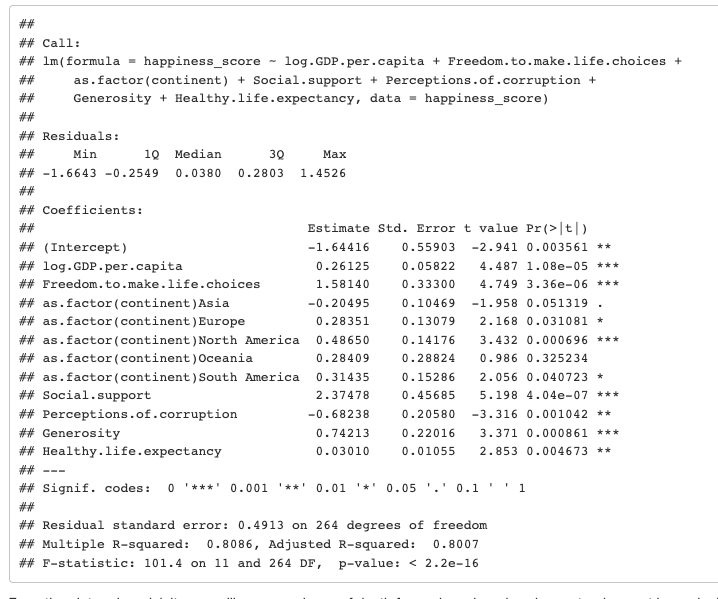 ##
## Call:
## lm(formula = happiness_score ~ log.GDP.per.capita + Freedom.to.make.life.choices +
##     as.factor(continent) + Social.support + Perceptions.of.corruption +
##     Generosity + Healthy.life.expectancy, data = happiness_score)
##
## Residuals:
##     Min      1Q  Median      3Q     Max
## -1.6643 -0.2549  0.0380  0.2803  1.4526
##
## Coefficients:
##                                    Estimate Std. Error t value Pr(>|t|)
## (Intercept)                        -1.64416    0.55903  -2.941 0.003561 **
## log.GDP.per.capita                  0.26125    0.05822   4.487 1.08e-05 ***
## Freedom.to.make.life.choices        1.58140    0.33300   4.749 3.36e-06 ***
## as.factor(continent)Asia           -0.20495    0.10469  -1.958 0.051319 .
## as.factor(continent)Europe          0.28351    0.13079   2.168 0.031081 *
## as.factor(continent)North America   0.48650    0.14176   3.432 0.000696 ***
## as.factor(continent)Oceania         0.28409    0.28824   0.986 0.325234
## as.factor(continent)South America   0.31435    0.15286   2.056 0.040723 *
## Social.support                      2.37478    0.45685   5.198 4.04e-07 ***
## Perceptions.of.corruption          -0.68238    0.20580  -3.316 0.001042 **
## Generosity                          0.74213    0.22016   3.371 0.000861 ***
## Healthy.life.expectancy             0.03010    0.01055   2.853 0.004673 **
## ---
## Signif. codes:  0 '***' 0.001 '**' 0.01 '*' 0.05 '.' 0.1 ' ' 1
##
## Residual standard error: 0.4913 on 264 degrees of freedom
## Multiple R-squared:  0.8086, Adjusted R-squared:  0.8007
## F-statistic: 101.4 on 11 and 264 DF,  p-value: < 2.2e-16